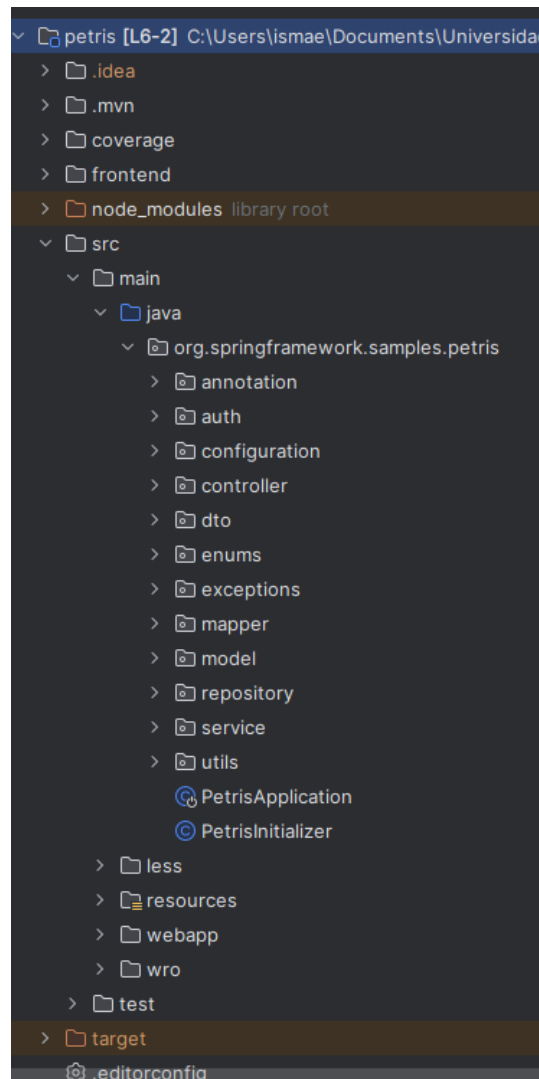 petris [L6-2] C:\Users\ismae\Documents\Universida
.idea
.mvn
coverage
frontend
node_modules library root
src
main
java
org.springframework.samples.petris
annotation
auth
configuration
controller
dto
enums
exceptions
mapper
model
repository
service
utils
PetrisApplication
PetrisInitializer
less
resources
webapp
wro
test
target
.editorconfig